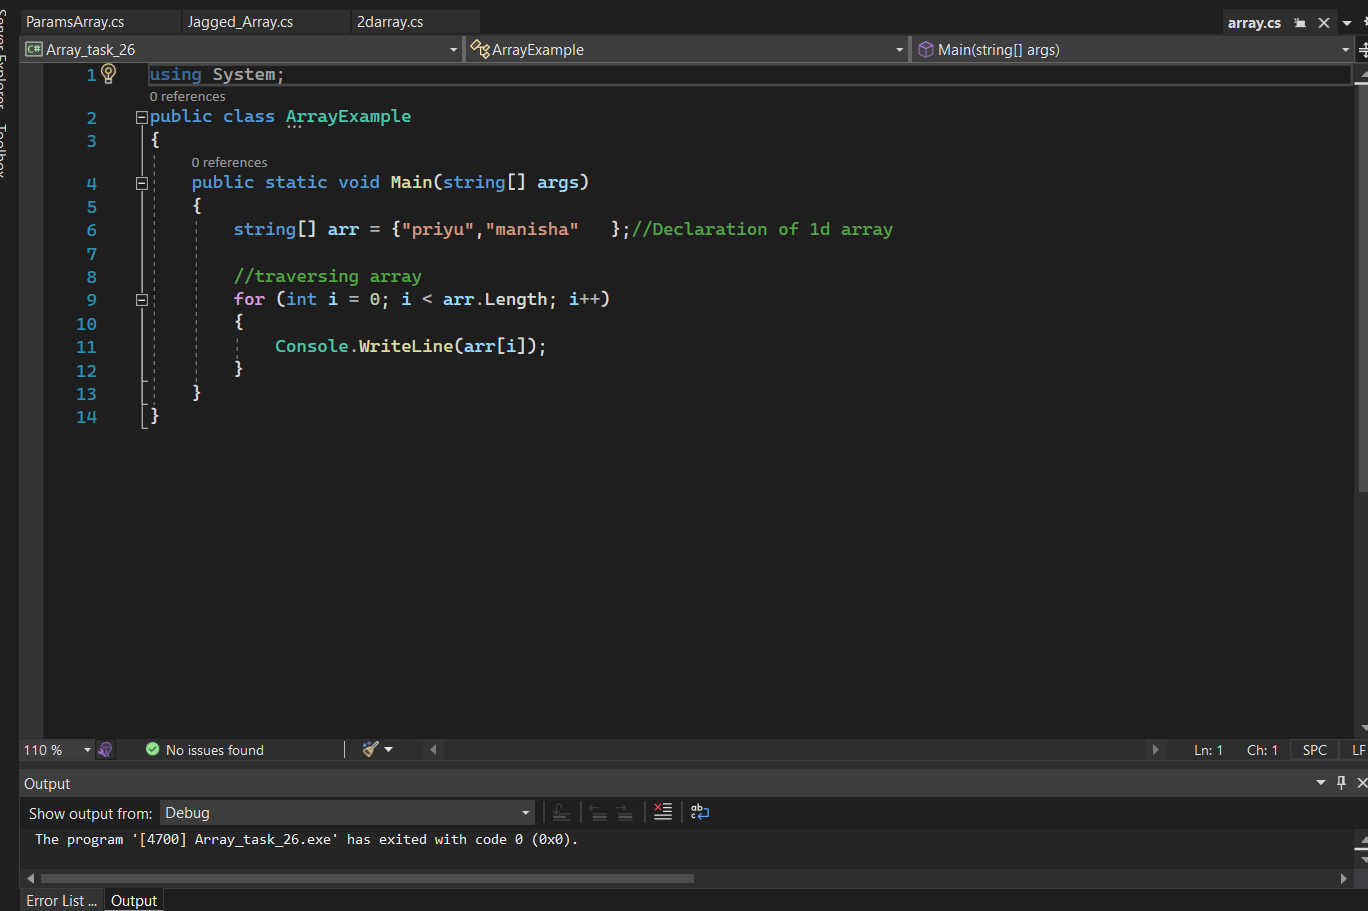 ParamsArray.cs Jagged_Array.cs 2darray.cs array.cs
C# Array_task_26 ArrayExample Main(string[] args)
Server Explorer Toolbox
1 using System;
0 references
2 public class ArrayExample
3 {
0 references
4 public static void Main(string[] args)
5 {
6 string[] arr = {"priyu","manisha"   };//Declaration of 1d array
7
8 //traversing array
9 for (int i = 0; i < arr.Length; i++)
10 {
11 Console.WriteLine(arr[i]);
12 }
13 }
14 }
110 % No issues found Ln: 1 Ch: 1 SPC LF
Output
Show output from: Debug
The program '[4700] Array_task_26.exe' has exited with code 0 (0x0).
Error List ... Output